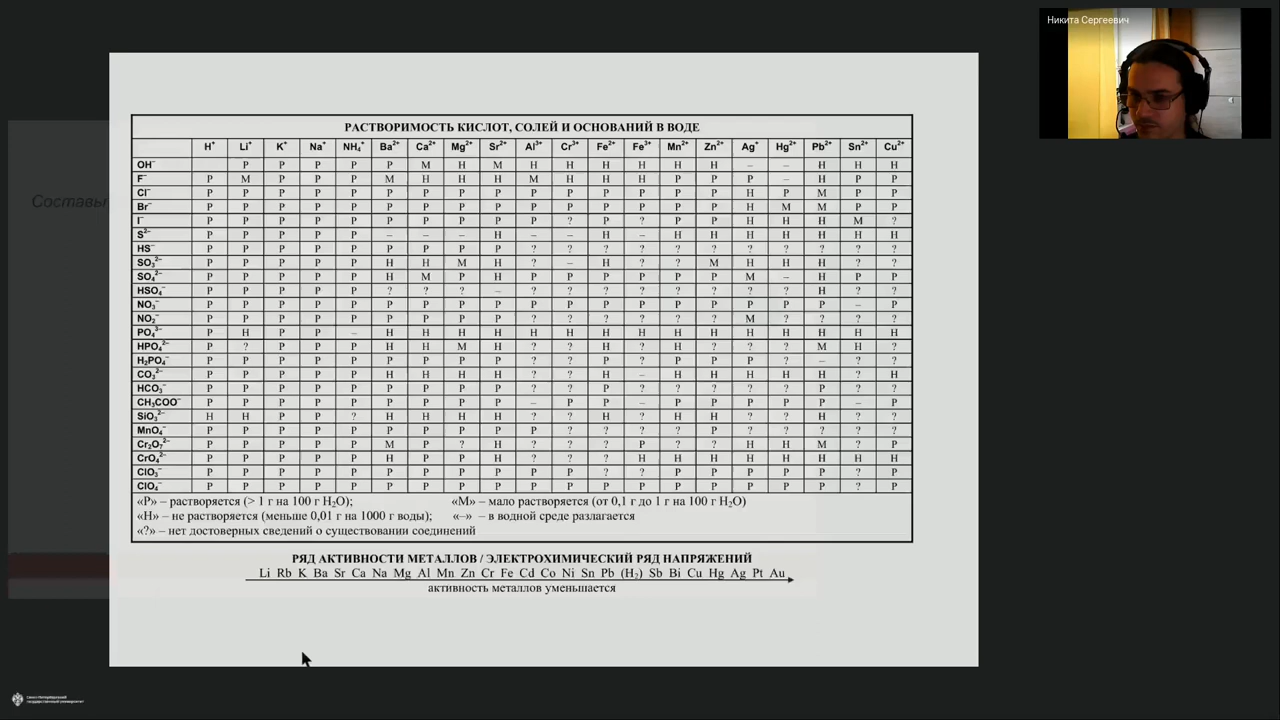 Никита Сергеевич
РАСТВОРИМОСТЬ КИСЛОТ, СОЛЕЙ И ОСНОВАНИЙ В ВОДЕ
H⁺ Li⁺ K⁺ Na⁺ NH₄⁺ Ba²⁺ Ca²⁺ Mg²⁺ Sr²⁺ Al³⁺ Cr³⁺ Fe²⁺ Fe³⁺ Mn²⁺ Zn²⁺ Ag⁺ Hg²⁺ Pb²⁺ Sn²⁺ Cu²⁺
OH⁻ Р Р Р Р Р М Н М Н Н Н Н Н Н – – Н Н Н
F⁻ Р М Р Р Р М Н Н Н М Н Н Н Р Р Р – Н Р Р
Cl⁻ Р Р Р Р Р Р Р Р Р Р Р Р Р Р Р Н Р М Р Р
Br⁻ Р Р Р Р Р Р Р Р Р Р Р Р Р Р Р Н М М Р Р
I⁻ Р Р Р Р Р Р Р Р Р Р ? Р ? Р Р Н Н Н М ?
S²⁻ Р Р Р Р Р – – – Н – – Н – Н Н Н Н Н Н Н
HS⁻ Р Р Р Р Р Р Р Р Р ? ? ? ? ? ? ? ? ? ? ?
SO₃²⁻ Р Р Р Р Р Н Н М Н ? – Н ? ? М Н Н Н ? ?
SO₄²⁻ Р Р Р Р Р Н М Р Н Р Р Р Р Р Р М – Н Р Р
HSO₄⁻ Р Р Р Р Р ? ? ? – ? ? ? ? ? ? ? ? Н ? ?
NO₃⁻ Р Р Р Р Р Р Р Р Р Р Р Р Р Р Р Р Р Р – Р
NO₂⁻ Р Р Р Р Р Р Р Р Р ? ? ? ? ? ? М ? ? ? ?
PO₄³⁻ Р Н Р Р – Н Н Н Н Н Н Н Н Н Н Н Н Н Н Н
HPO₄²⁻ Р ? Р Р Р Н Н М Н ? ? Н ? Н ? ? ? М Н ?
H₂PO₄⁻ Р Р Р Р Р Р Р Р Р ? ? Р ? Р Р Р ? – ? ?
CO₃²⁻ Р Р Р Р Р Н Н Н Н ? ? Н – Н Н Н Н Н ? Н
HCO₃⁻ Р Р Р Р Р Р Р Р Р ? ? Р ? ? ? ? ? Р ? ?
CH₃COO⁻ Р Р Р Р Р Р Р Р Р – Р Р – Р Р Р Р Р – Р
SiO₃²⁻ Н Н Р Р ? Н Н Н Н ? ? Н ? Н Н ? ? Н ? ?
MnO₄⁻ Р Р Р Р Р Р Р Р Р Р ? ? ? ? Р ? ? ? ? ?
Cr₂O₇²⁻ Р Р Р Р Р М Р ? Н ? ? ? Р ? ? Н Н М ? Р
CrO₄²⁻ Р Р Р Р Р Н Р Р Н ? ? ? Н Н Н Н Н Н Н Н
ClO₃⁻ Р Р Р Р Р Р Р Р Р Р Р ? ? Р Р Р Р Р ? Р
ClO₄⁻ Р Р Р Р Р Р Р Р Р Р Р Р Р Р Р Р Р Р ? Р
«Р» – растворяется (> 1 г на 100 г H₂O); «М» – мало растворяется (от 0,1 г до 1 г на 100 г H₂O)
«Н» – не растворяется (меньше 0,01 г на 1000 г воды); «–» – в водной среде разлагается
«?» – нет достоверных сведений о существовании соединений
Составы
РЯД АКТИВНОСТИ МЕТАЛЛОВ / ЭЛЕКТРОХИМИЧЕСКИЙ РЯД НАПРЯЖЕНИЙ
Li Rb K Ba Sr Ca Na Mg Al Mn Zn Cr Fe Cd Co Ni Sn Pb (H₂) Sb Bi Cu Hg Ag Pt Au
активность металлов уменьшается
Санкт-Петербургский
государственный университет